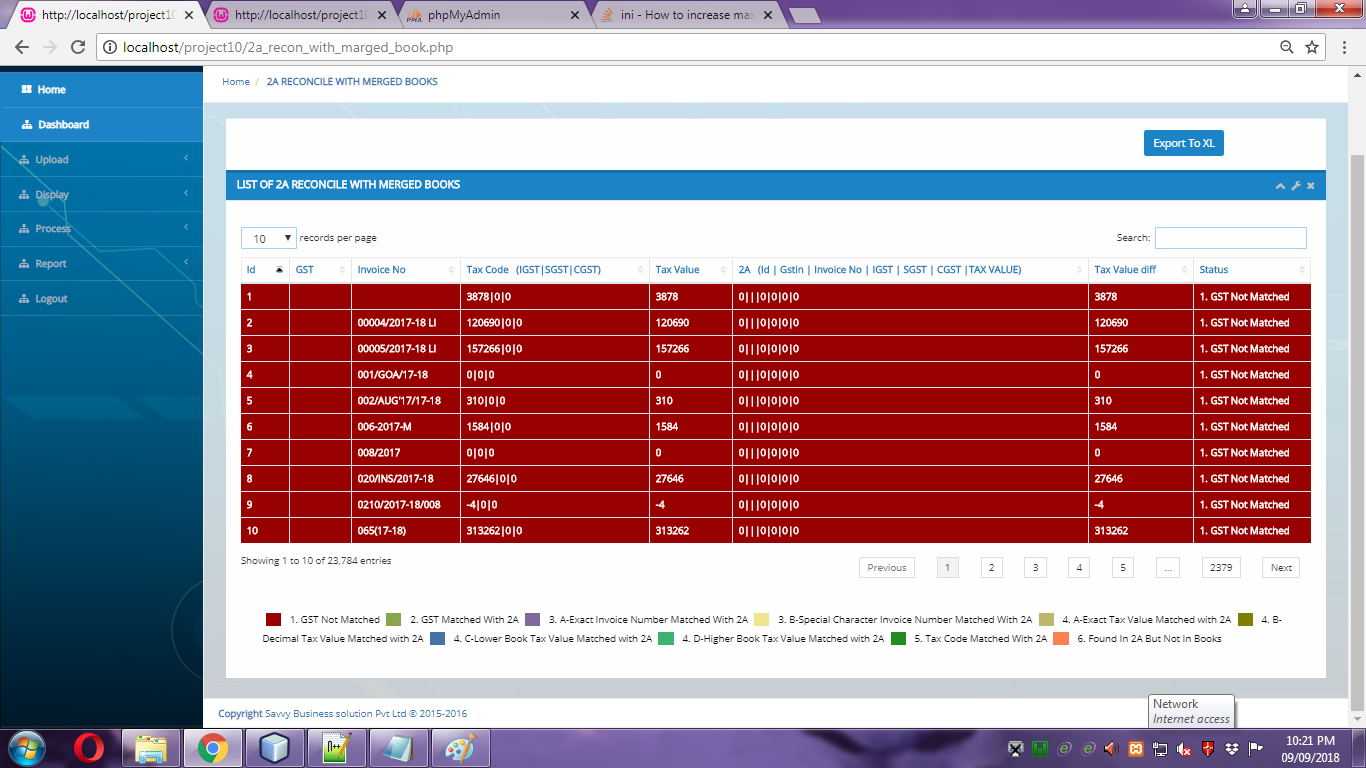 http://localhost/project10 http://localhost/project10 phpMyAdmin ini - How to increase max
localhost/project10/2a_recon_with_marged_book.php
Home
Dashboard
Upload
Display
Process
Report
Logout
Home / 2A RECONCILE WITH MERGED BOOKS
Export To XL
LIST OF 2A RECONCILE WITH MERGED BOOKS
10 records per page Search:
Id GST Invoice No Tax Code (IGST|SGST|CGST) Tax Value 2A (Id | Gstin | Invoice No | IGST | SGST | CGST |TAX VALUE) Tax Value diff Status
1 3878|0|0 3878 0|||0|0|0|0 3878 1. GST Not Matched
2 00004/2017-18 LI 120690|0|0 120690 0|||0|0|0|0 120690 1. GST Not Matched
3 00005/2017-18 LI 157266|0|0 157266 0|||0|0|0|0 157266 1. GST Not Matched
4 001/GOA/17-18 0|0|0 0 0|||0|0|0|0 0 1. GST Not Matched
5 002/AUG'17/17-18 310|0|0 310 0|||0|0|0|0 310 1. GST Not Matched
6 006-2017-M 1584|0|0 1584 0|||0|0|0|0 1584 1. GST Not Matched
7 008/2017 0|0|0 0 0|||0|0|0|0 0 1. GST Not Matched
8 020/INS/2017-18 27646|0|0 27646 0|||0|0|0|0 27646 1. GST Not Matched
9 0210/2017-18/008 -4|0|0 -4 0|||0|0|0|0 -4 1. GST Not Matched
10 065(17-18) 313262|0|0 313262 0|||0|0|0|0 313262 1. GST Not Matched
Showing 1 to 10 of 23,784 entries Previous 1 2 3 4 5 ... 2379 Next
1. GST Not Matched 2. GST Matched With 2A 3. A-Exact Invoice Number Matched With 2A 3. B-Special Character Invoice Number Matched With 2A 4. A-Exact Tax Value Matched with 2A 4. B-
Decimal Tax Value Matched with 2A 4. C-Lower Book Tax Value Matched with 2A 4. D-Higher Book Tax Value Matched with 2A 5. Tax Code Matched With 2A 6. Found In 2A But Not In Books
Copyright Savvy Business solution Pvt Ltd © 2015-2016
Network
Internet access
10:21 PM
09/09/2018